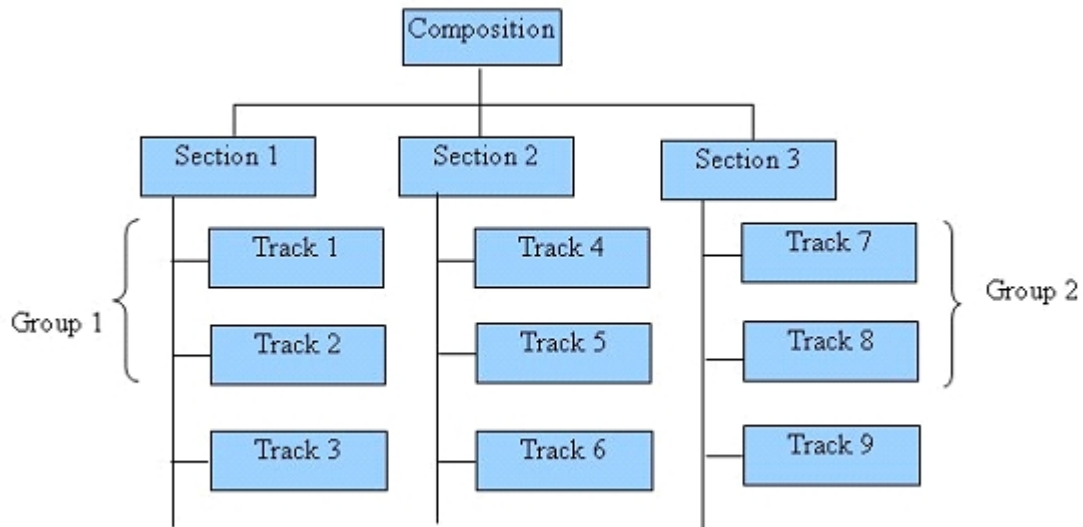 Composition
Section 1
Section 2
Section 3
Track 1
Track 4
Track 7
Group 1
Group 2
Track 2
Track 5
Track 8
Track 3
Track 6
Track 9